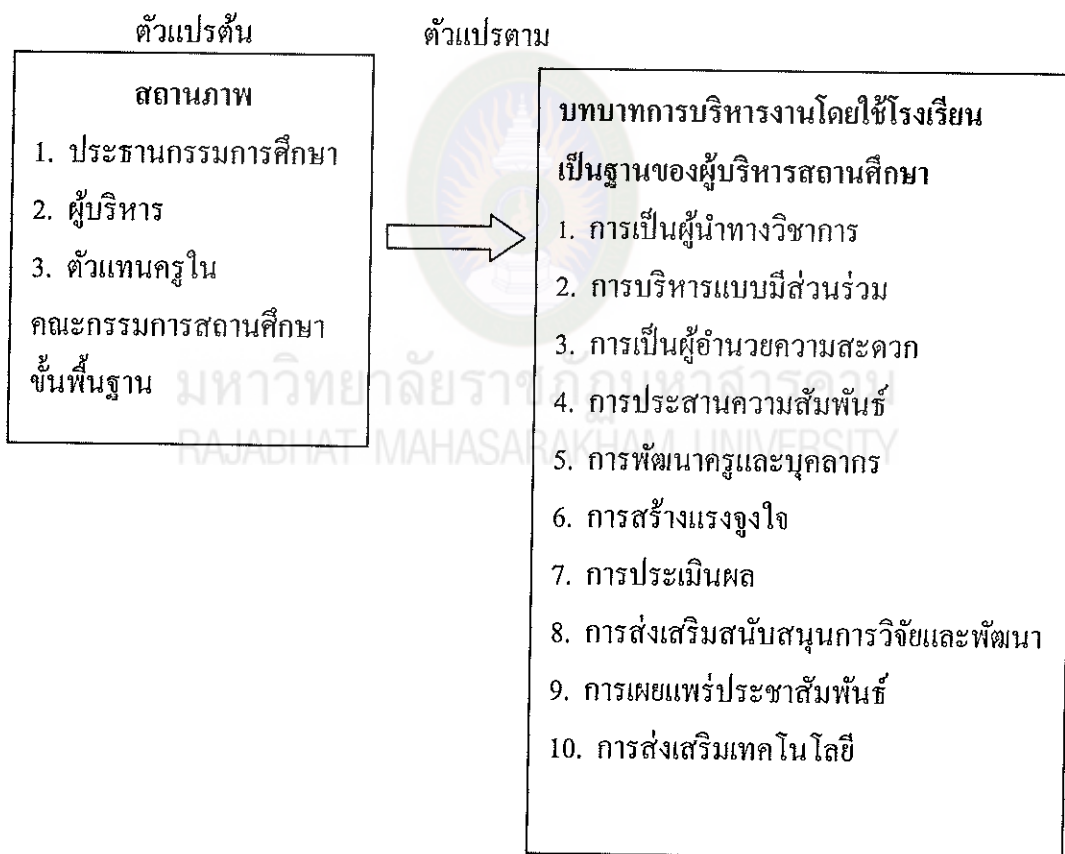 ตัวแปรต้น
ตัวแปรตาม
สถานภาพ
1. ประธานกรรมการศึกษา
2. ผู้บริหาร
3. ตัวแทนครูใน
คณะกรรมการสถานศึกษา
ขั้นพื้นฐาน
บทบาทการบริหารงานโดยใช้โรงเรียน
เป็นฐานของผู้บริหารสถานศึกษา
1. การเป็นผู้นำทางวิชาการ
2. การบริหารแบบมีส่วนร่วม
3. การเป็นผู้อำนวยความสะดวก
4. การประสานความสัมพันธ์
5. การพัฒนาครูและบุคลากร
6. การสร้างแรงจูงใจ
7. การประเมินผล
8. การส่งเสริมสนับสนุนการวิจัยและพัฒนา
9. การเผยแพร่ประชาสัมพันธ์
10. การส่งเสริมเทคโนโลยี
มหาวิทยาลัยราชภัฏมหาสารคาม
RAJABHAT MAHASARAKHAM UNIVERSITY